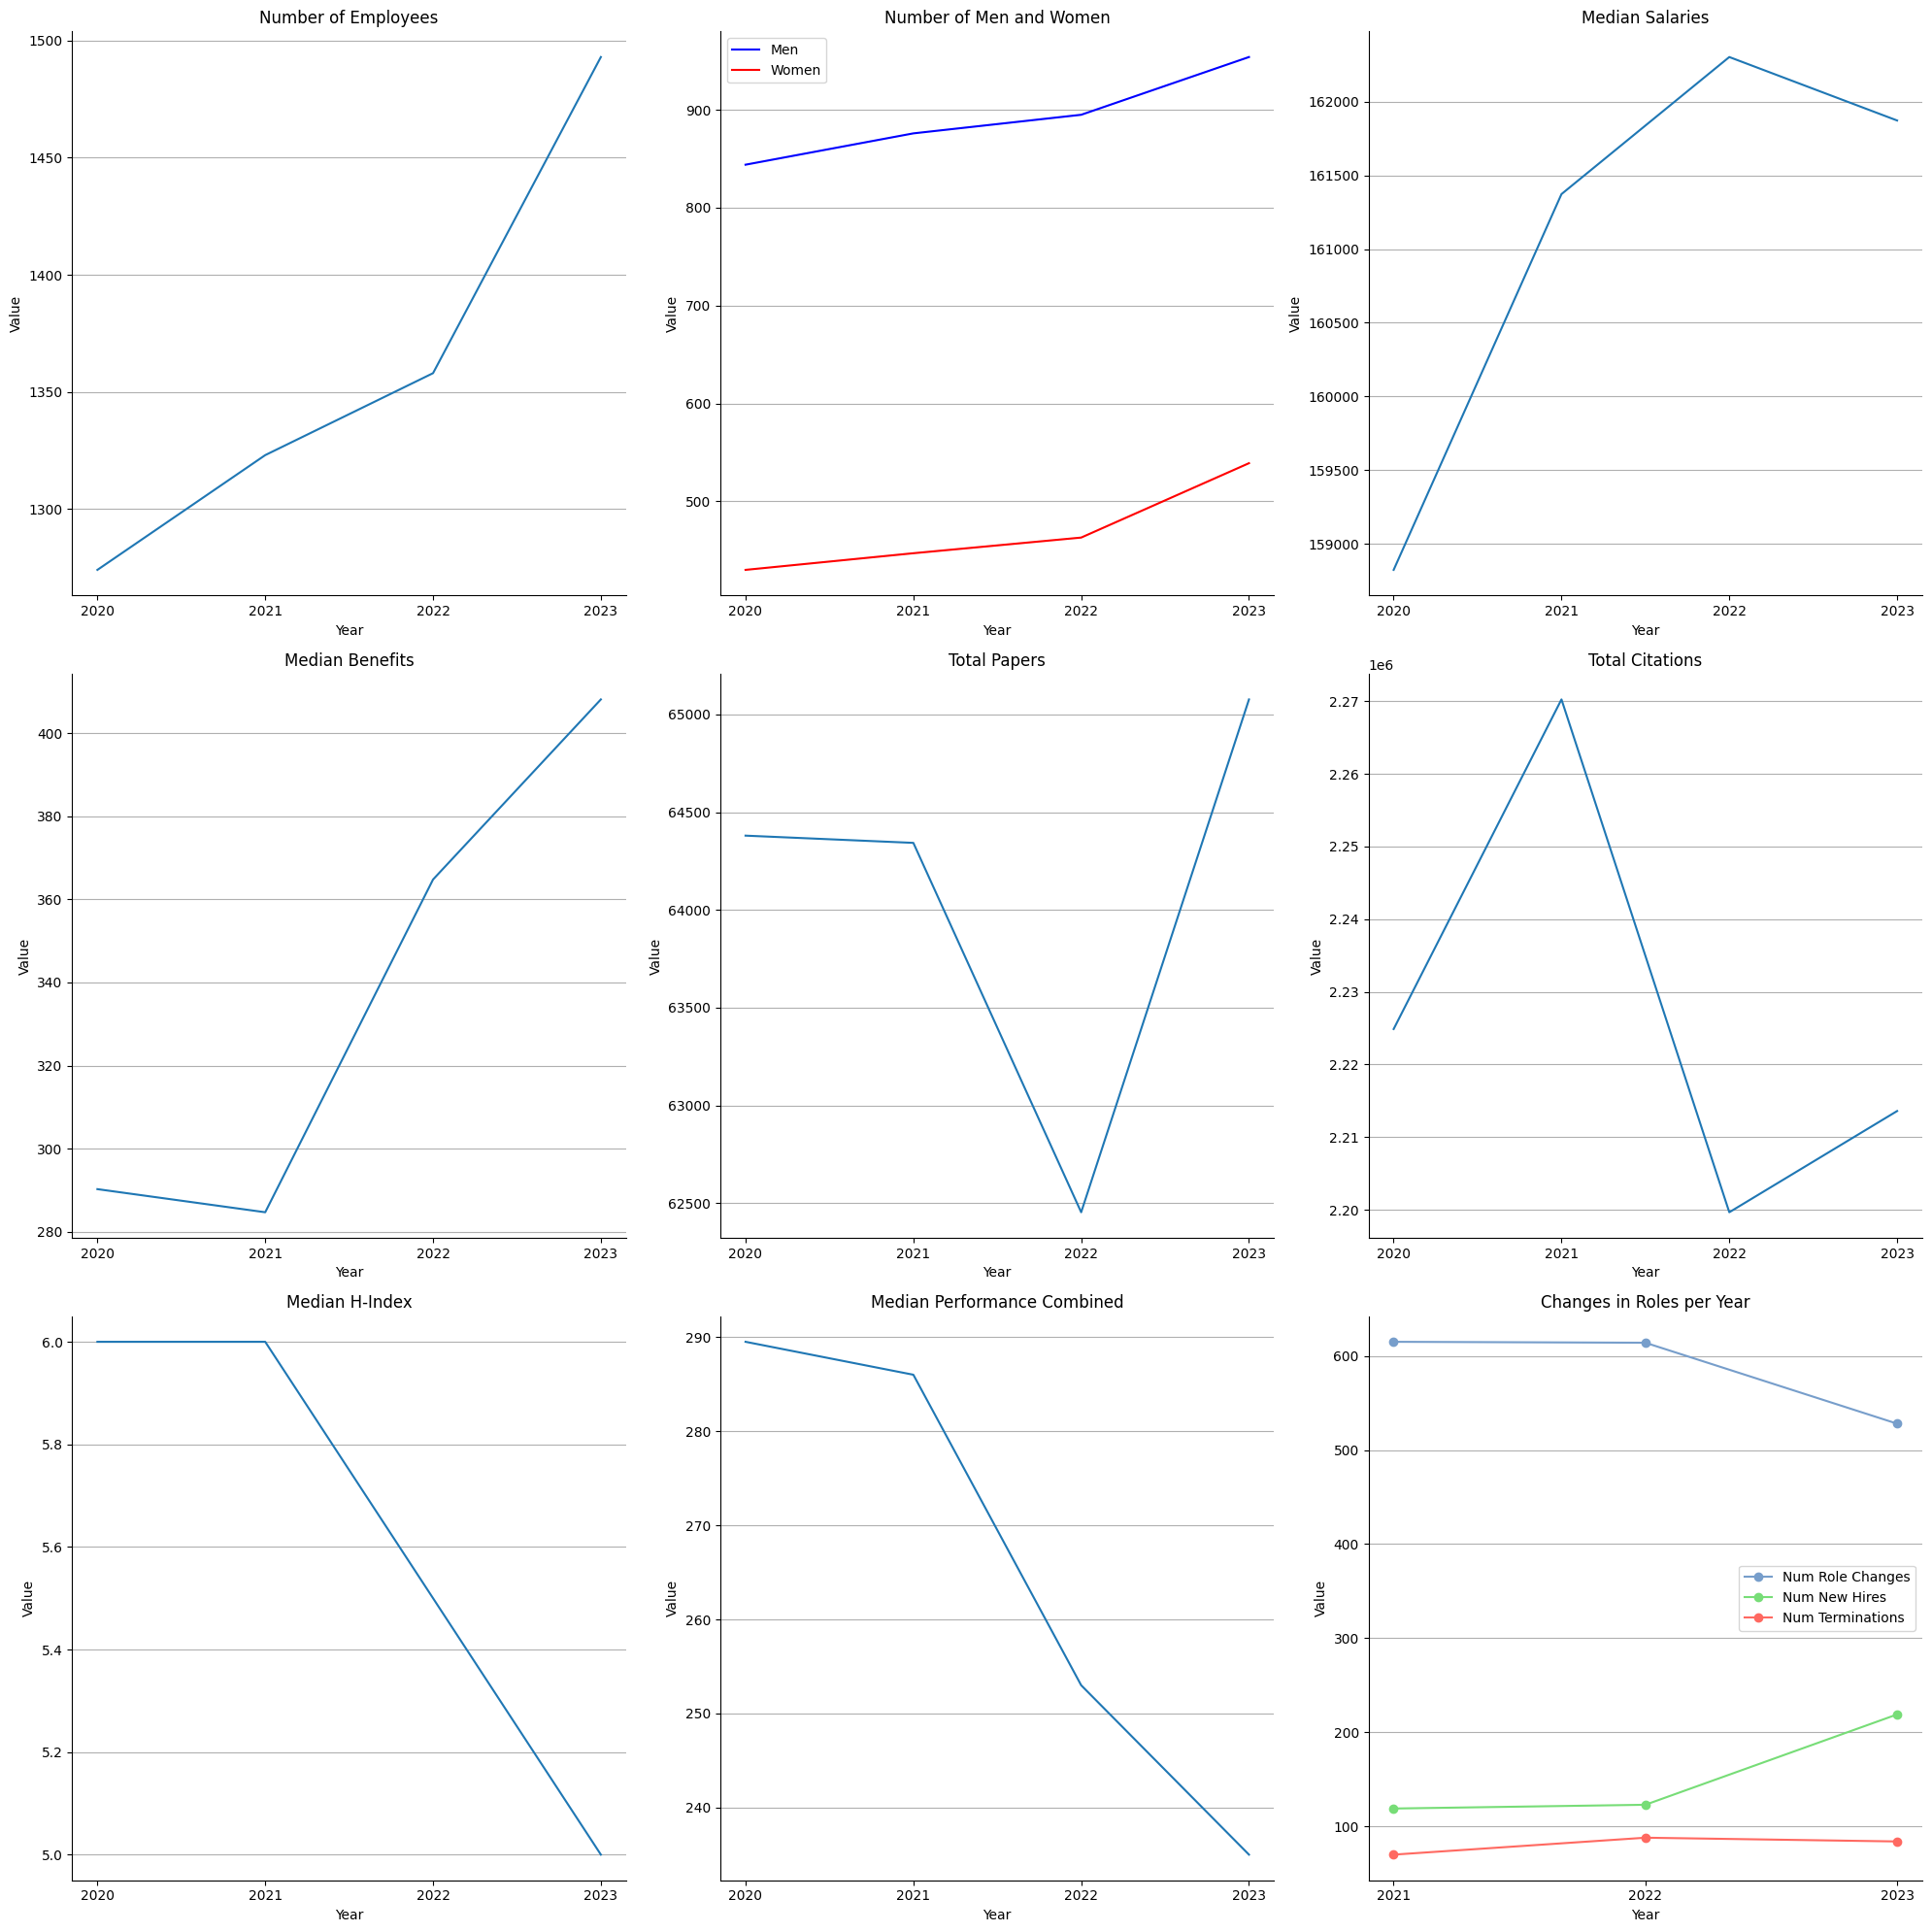 Number of Employees
1500
1450
1400
1350
1300
Value
2020 2021 2022 2023
Year
Number of Men and Women
Men
Women
900
800
700
600
500
Value
2020 2021 2022 2023
Year
Median Salaries
162000
161500
161000
160500
160000
159500
159000
Value
2020 2021 2022 2023
Year
Median Benefits
400
380
360
340
320
300
280
Value
2020 2021 2022 2023
Year
Total Papers
65000
64500
64000
63500
63000
62500
Value
2020 2021 2022 2023
Year
Total Citations
1e6
2.27
2.26
2.25
2.24
2.23
2.22
2.21
2.20
Value
2020 2021 2022 2023
Year
Median H-Index
6.0
5.8
5.6
5.4
5.2
5.0
Value
2020 2021 2022 2023
Year
Median Performance Combined
290
280
270
260
250
240
Value
2020 2021 2022 2023
Year
Changes in Roles per Year
600
500
400
300
200
100
Value
Num Role Changes
Num New Hires
Num Terminations
2021 2022 2023
Year